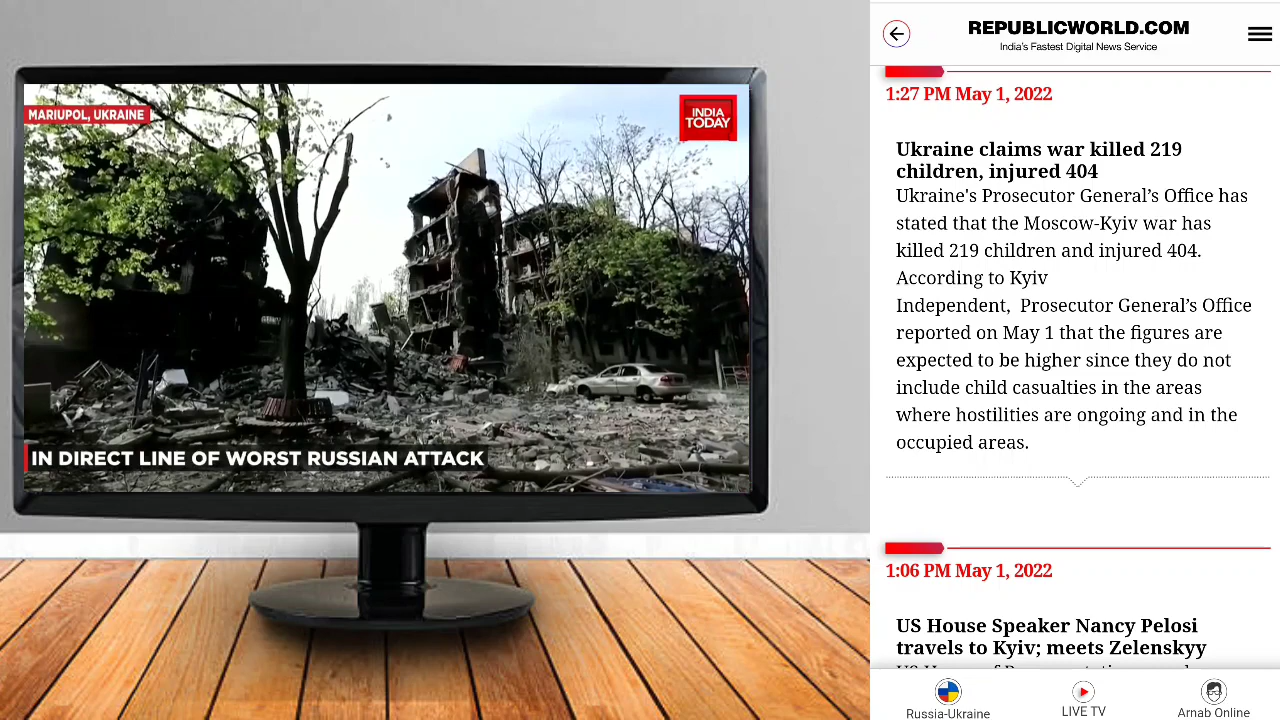 MARIUPOL, UKRAINE
INDIA
TODAY
IN DIRECT LINE OF WORST RUSSIAN ATTACK
REPUBLICWORLD.COM
India's Fastest Digital News Service
1:27 PM May 1, 2022
Ukraine claims war killed 219
children, injured 404
Ukraine's Prosecutor General’s Office has
stated that the Moscow-Kyiv war has
killed 219 children and injured 404.
According to Kyiv
Independent,  Prosecutor General’s Office
reported on May 1 that the figures are
expected to be higher since they do not
include child casualties in the areas
where hostilities are ongoing and in the
occupied areas.
1:06 PM May 1, 2022
US House Speaker Nancy Pelosi
travels to Kyiv; meets Zelenskyy
Russia-Ukraine
LIVE TV
Arnab Online